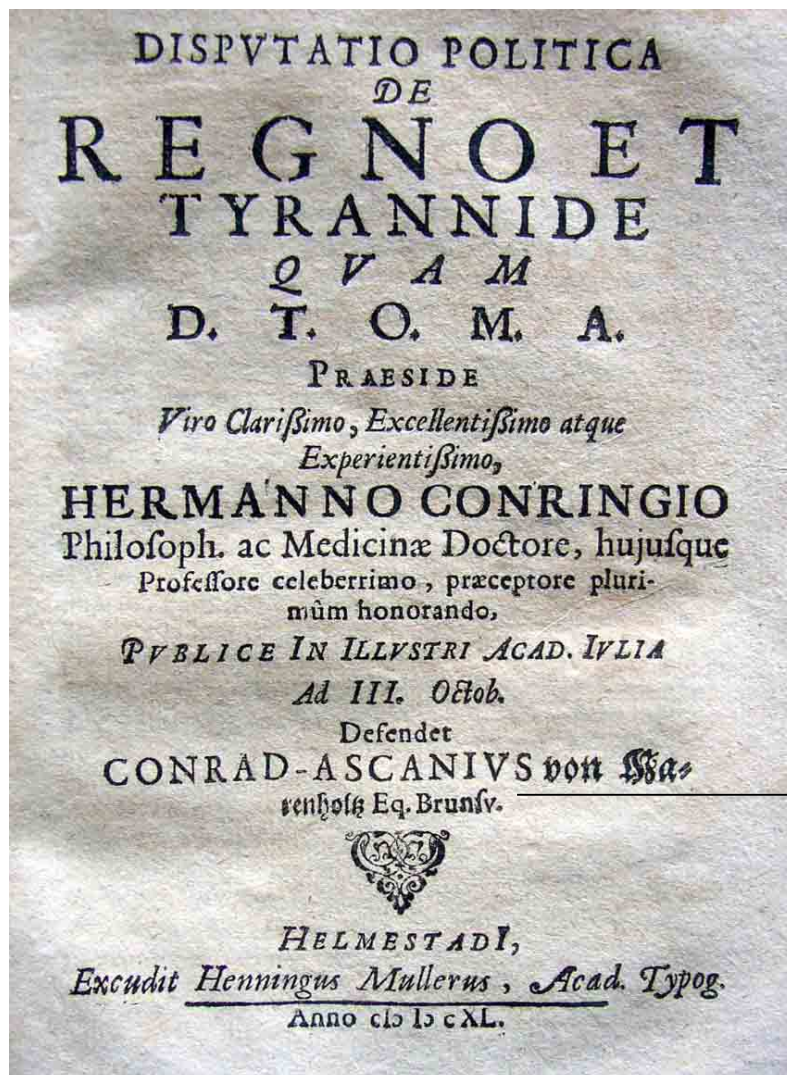 DISPVTATIO POLITICA
DE
REGNO ET
TYRANNIDE
QVAM
D. T. O. M. A.
PRAESIDE
Viro Clariſſimo, Excellentiſſimo atque
Experientiſſimo,
HERMANNO CONRINGIO
Philoſoph. ac Medicinæ Doctore, hujuſque
Profeſſore celeberrimo, præceptore pluri-
mûm honorando,
PVBLICE IN ILLVSTRI ACAD. IVLIA
Ad III. Octob.
Defendet
CONRAD-ASCANIVS von Ma-
renholtz Eq. Brunſv.
HELMESTADI,
Excudit Henningus Mullerus, Acad. Typog.
Anno cIɔ Iɔ cXL.